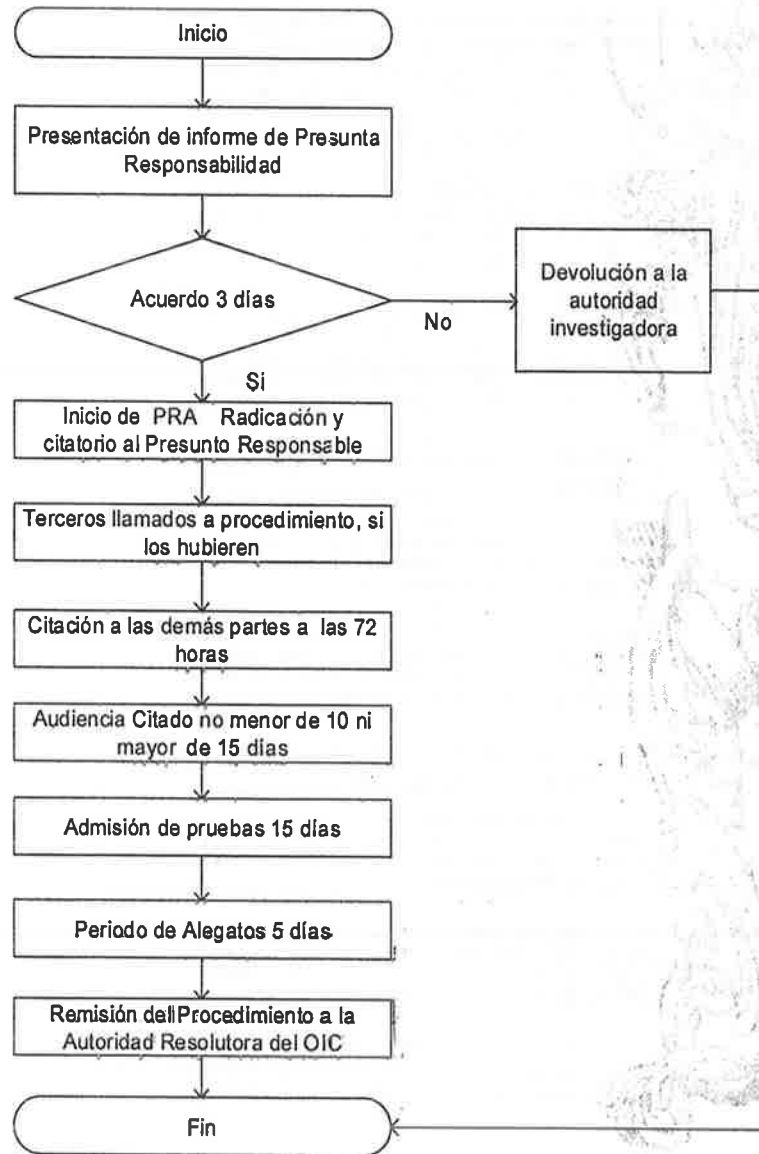 Inicio
Presentación de informe de Presunta
Responsabilidad
Acuerdo 3 días
No
Devolución a la
autoridad
investigadora
Si
Inicio de PRA Radicación y
citatorio al Presunto Responsable
Terceros llamados a procedimiento, si
los hubieren
Citación a las demás partes a las 72
horas
Audiencia Citado no menor de 10 ni
mayor de 15 días
Admisión de pruebas 15 días
Periodo de Alegatos 5 días
Remisión del Procedimiento a la
Autoridad Resolutora del OIC
Fin